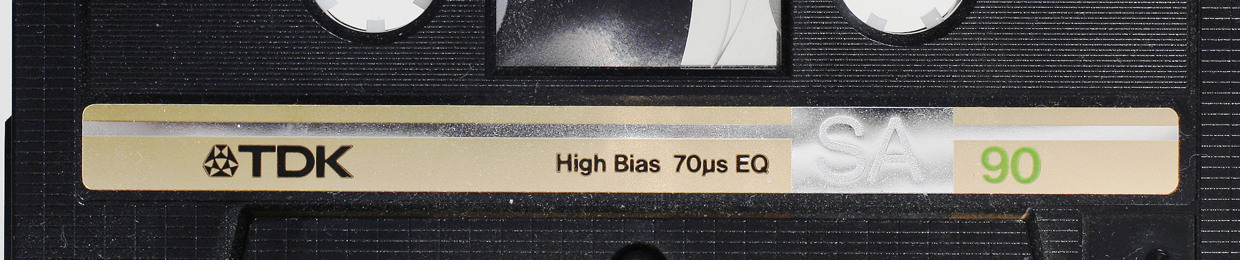 TDK High Bias 70µs EQ SA 90